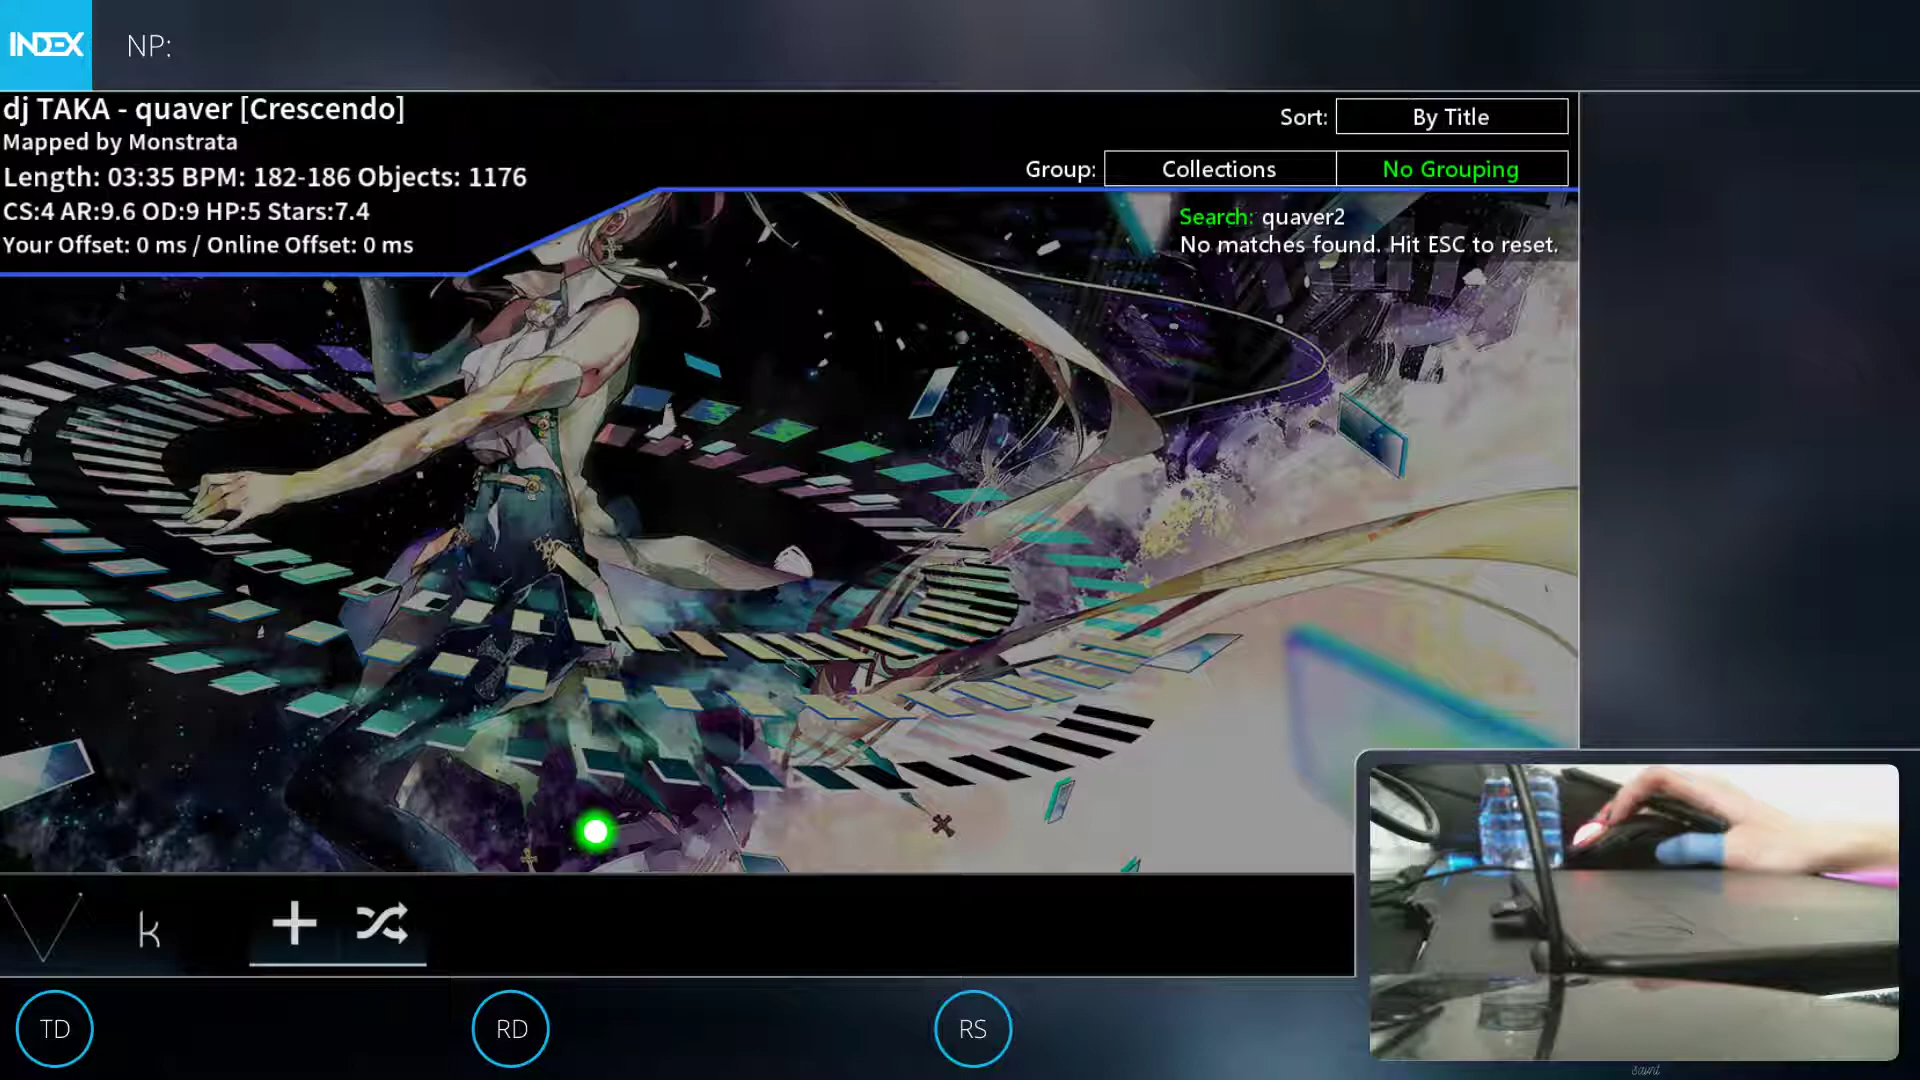 INDEX
NP:
dj TAKA - quaver [Crescendo]
Mapped by Monstrata
Length: 03:35 BPM: 182-186 Objects: 1176
CS:4 AR:9.6 OD:9 HP:5 Stars:7.4
Your Offset: 0 ms / Online Offset: 0 ms
Sort: By Title
Group: Collections No Grouping
Search: quaver2
No matches found. Hit ESC to reset.
k
TD
RD
RS